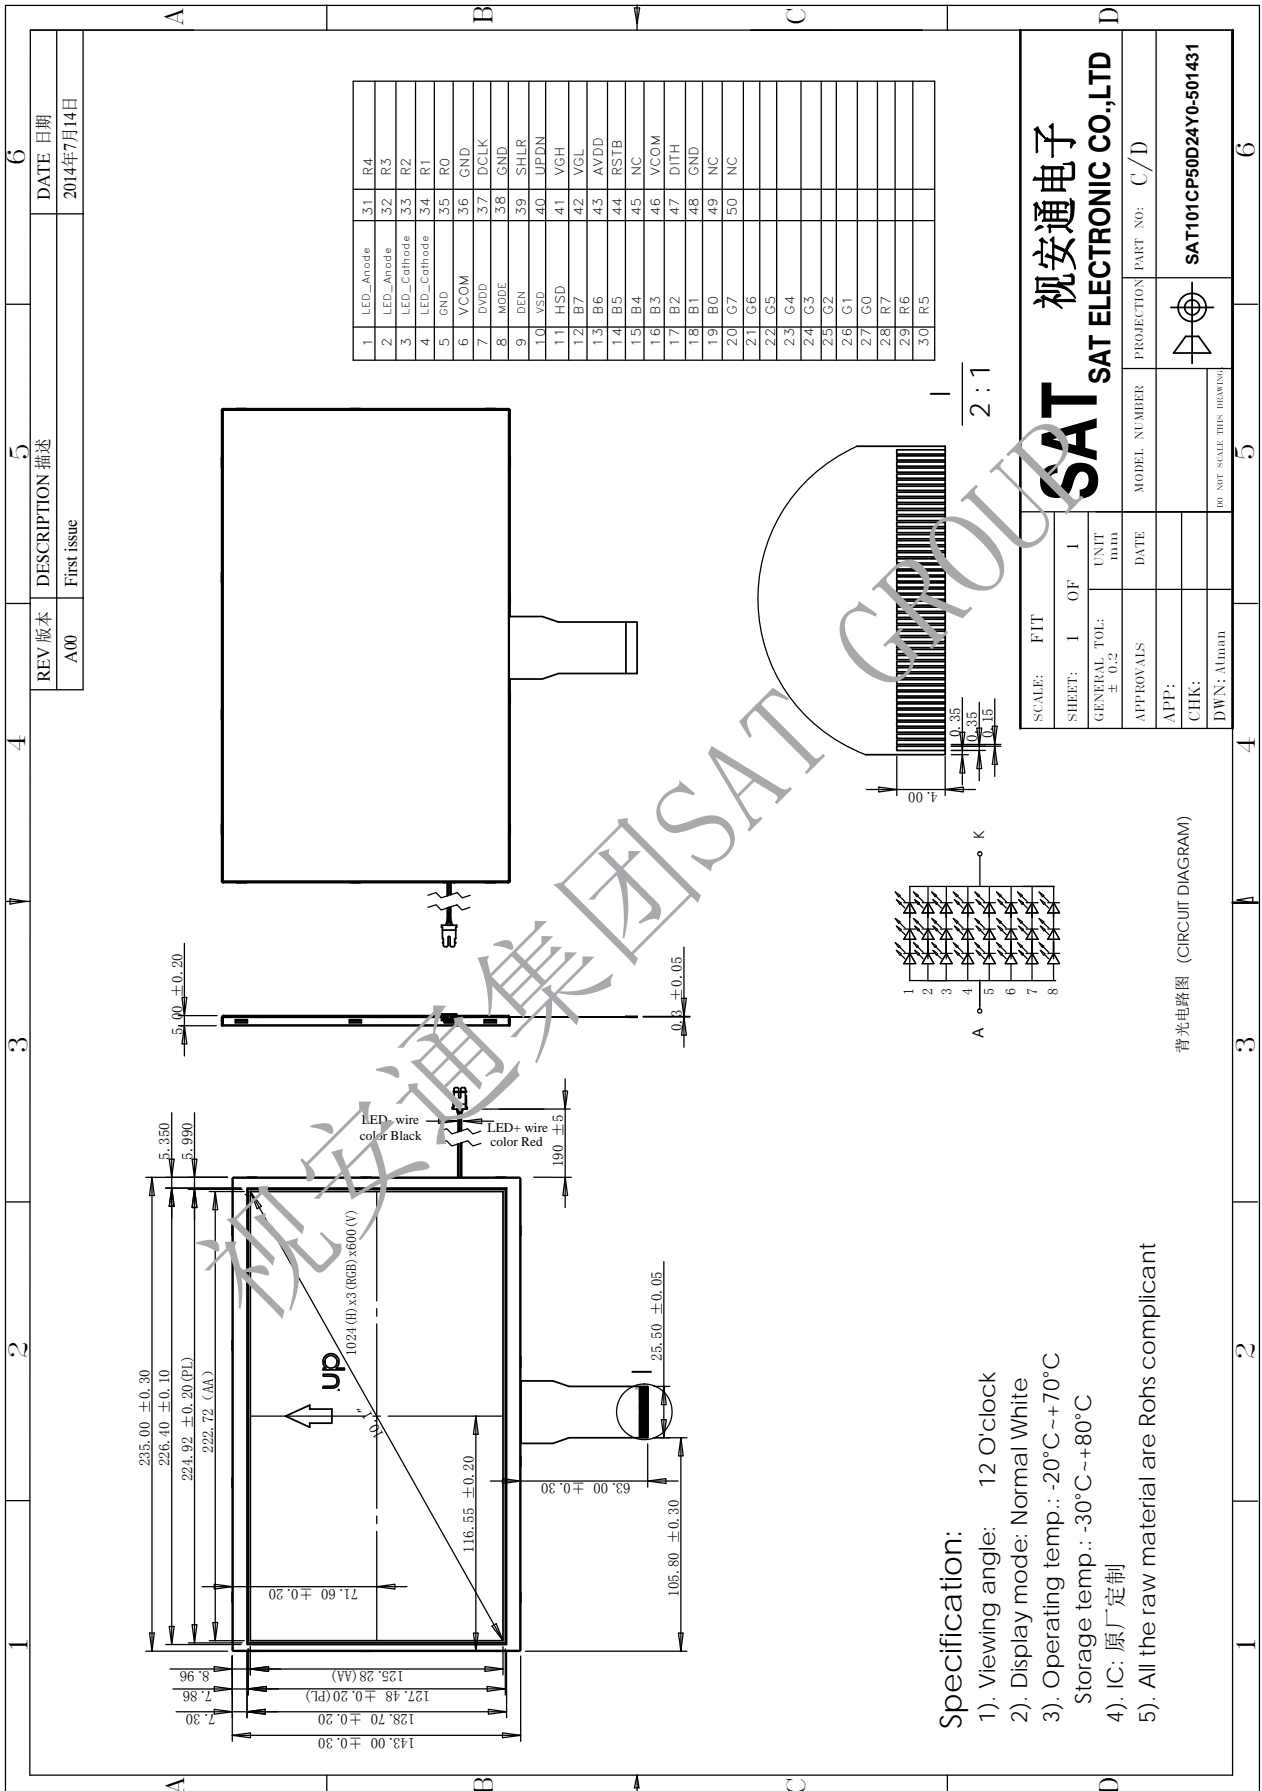 1 2 3 4 5 6
A
B
C
D
REV 版本 DESCRIPTION 描述 DATE 日期
A00 First issue 2014年7月14日
235.00 ±0.30
226.40 ±0.10
224.92 ±0.20(PL)
222.72 (AA)
5.350
5.990
143.00 ±0.30
128.70 ±0.20
127.48 ±0.20(PL)
125.28(AA)
7.30
7.86
8.96
71.60 ±0.20
116.55 ±0.20
10.1"
up
1024(H)x3(RGB)x600(V)
63.00 ±0.30
105.80 ±0.30
25.50 ±0.05
I
LED- wire
color Black
LED+ wire
color Red
190 ±5
5.00 ±0.20
0.3 ±0.05
1 LED_Anode 31 R4
2 LED_Anode 32 R3
3 LED_Cathode 33 R2
4 LED_Cathode 34 R1
5 GND 35 R0
6 VCOM 36 GND
7 DVDD 37 DCLK
8 MODE 38 GND
9 DEN 39 SHLR
10 VSD 40 UPDN
11 HSD 41 VGH
12 B7 42 VGL
13 B6 43 AVDD
14 B5 44 RSTB
15 B4 45 NC
16 B3 46 VCOM
17 B2 47 DITH
18 B1 48 GND
19 B0 49 NC
20 G7 50 NC
21 G6
22 G5
23 G4
24 G3
25 G2
26 G1
27 G0
28 R7
29 R6
30 R5
I
2:1
4.00
0.35
0.35
0.15
A
K
1
2
3
4
5
6
7
8
背光电路图 (CIRCUIT DIAGRAM)
Specification:
1). Viewing angle: 12 O'clock
2). Display mode: Normal White
3). Operating temp.: -20°C~+70°C
Storage temp.: -30°C~+80°C
4). IC: 原厂定制
5). All the raw material are Rohs complicant
SCALE: FIT
SHEET: 1 OF 1
GENERAL TOL:
± 0.2
UNIT
mm
APPROVALS DATE
APP:
CHK:
DWN: Atman
SAT 视安通电子
SAT ELECTRONIC CO.,LTD
MODEL NUMBER PROJECTION PART NO: C/D
SAT101CP50D24Y0-501431
DO NOT SCALE THIS DRAWING.
视安通集团SAT GROUP
A
B
C
D
1 2 3 4 5 6